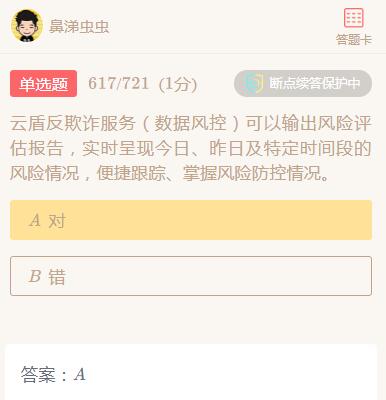 鼻涕虫虫
答题卡
单选题 617/721 (1分) 断点续答保护中
云盾反欺诈服务(数据风控)可以输出风险评
估报告,实时呈现今日、昨日及特定时间段的
风险情况,便捷跟踪、掌握风险防控情况。
A 对
B 错
答案:A